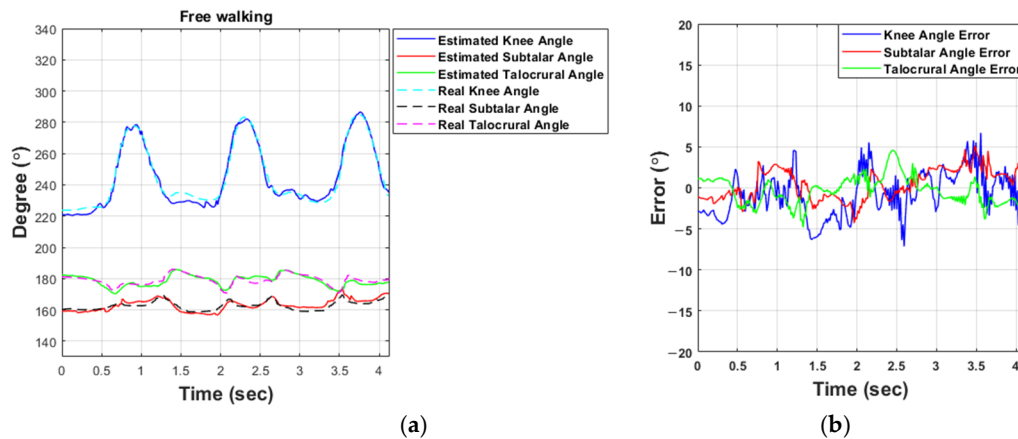 Free walking
340
320
300
280
260
240
220
200
180
160
140
Degree (°)
0 0.5 1 1.5 2 2.5 3 3.5 4
Time (sec)
Estimated Knee Angle
Estimated Subtalar Angle
Estimated Talocrural Angle
Real Knee Angle
Real Subtalar Angle
Real Talocrural Angle
(a)
20
15
10
5
0
−5
−10
−15
−20
Error (°)
0 0.5 1 1.5 2 2.5 3 3.5 4
Time (sec)
Knee Angle Error
Subtalar Angle Error
Talocrural Angle Error
(b)